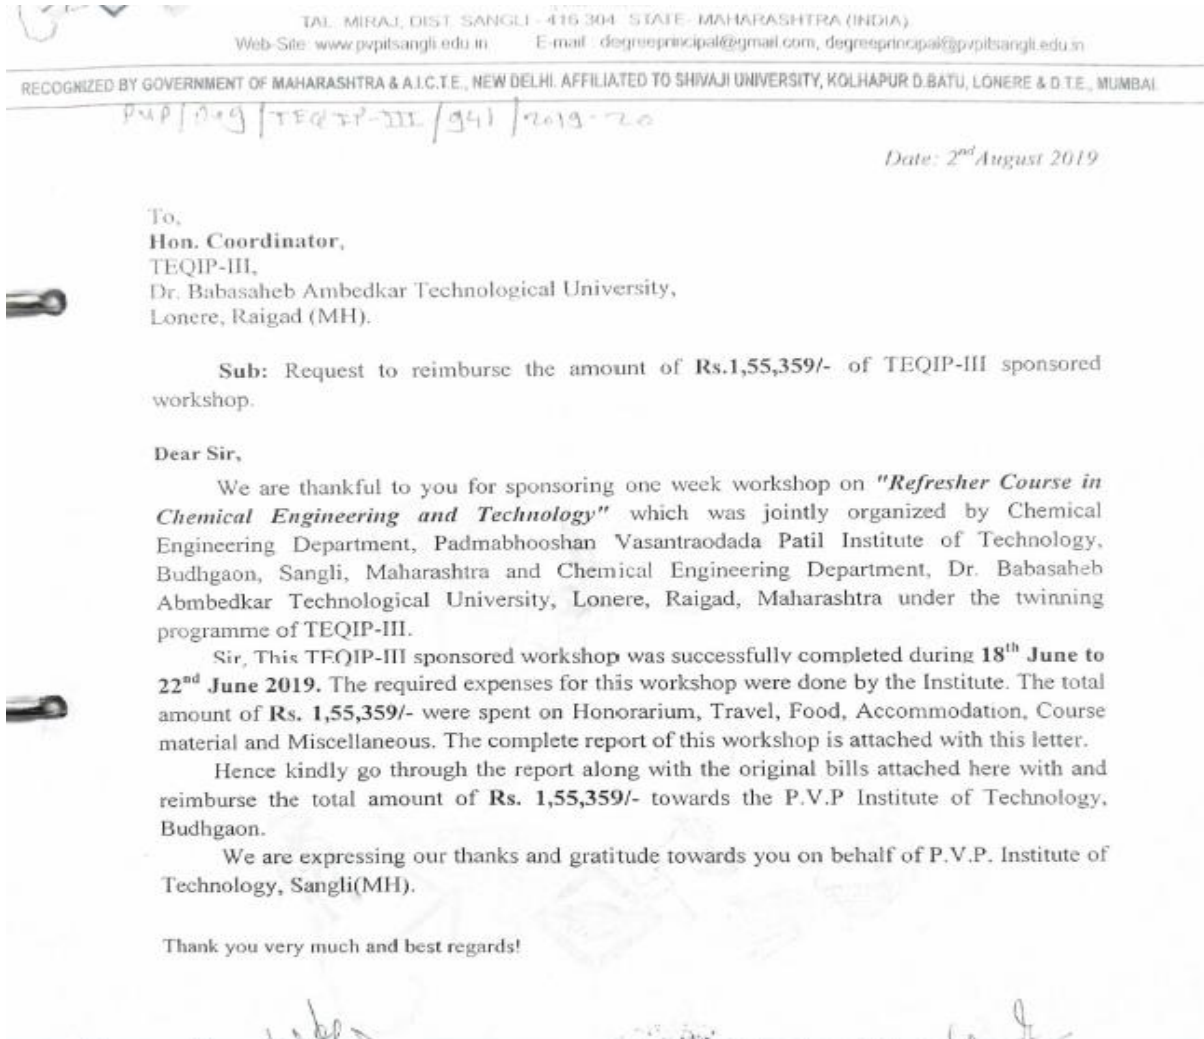 TAL. MIRAJ, DIST. SANGLI - 416 304 STATE- MAHARASHTRA (INDIA)
Web-Site: www.pvpitsangli.edu.in E-mail : degreeprincipal@gmail.com, degreeprincipal@pvpitsangli.edu.in
RECOGNIZED BY GOVERNMENT OF MAHARASHTRA & A.I.C.T.E., NEW DELHI. AFFILIATED TO SHIVAJI UNIVERSITY, KOLHAPUR D.BATU, LONERE & D.T.E., MUMBAI.
PVP/Deg/TEQIP-III/941/2019-20
Date: 2nd August 2019
To,
Hon. Coordinator,
TEQIP-III,
Dr. Babasaheb Ambedkar Technological University,
Lonere, Raigad (MH).
Sub: Request to reimburse the amount of Rs.1,55,359/- of TEQIP-III sponsored
workshop.
Dear Sir,
We are thankful to you for sponsoring one week workshop on "Refresher Course in
Chemical Engineering and Technology" which was jointly organized by Chemical
Engineering Department, Padmabhooshan Vasantraodada Patil Institute of Technology,
Budhgaon, Sangli, Maharashtra and Chemical Engineering Department, Dr. Babasaheb
Abmbedkar Technological University, Lonere, Raigad, Maharashtra under the twinning
programme of TEQIP-III.
Sir, This TEQIP-III sponsored workshop was successfully completed during 18th June to
22nd June 2019. The required expenses for this workshop were done by the Institute. The total
amount of Rs. 1,55,359/- were spent on Honorarium, Travel, Food, Accommodation, Course
material and Miscellaneous. The complete report of this workshop is attached with this letter.
Hence kindly go through the report along with the original bills attached here with and
reimburse the total amount of Rs. 1,55,359/- towards the P.V.P Institute of Technology,
Budhgaon.
We are expressing our thanks and gratitude towards you on behalf of P.V.P. Institute of
Technology, Sangli(MH).
Thank you very much and best regards!